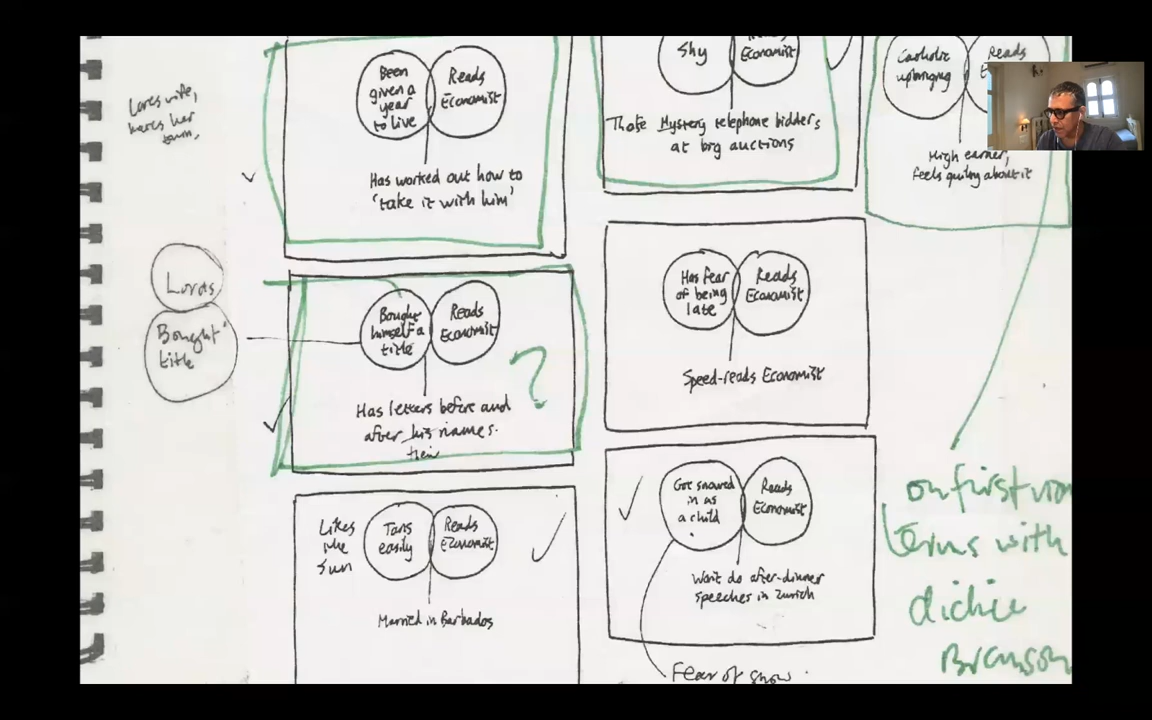 Loves wife,
hates her
Been
given a
year
to live
Reads
Economist
Has worked out how to
'take it with him'
Shy
Economist
Those Mystery telephone bidders
at big auctions
Catholic
upbringing
Reads
High earner,
feels guilty about it
Lords
Bought
title
Bought
himself a
title
Reads
Economist
?
Has letters before and
after his names.
their
Has fear
of being
late
Reads
Economist
Speed-reads Economist
Likes
the
sun
Tans
easily
Reads
Economist
Married in Barbados
Got snowed
in as
a child
Reads
Economist
Won't do after-dinner
speeches in Zurich
Fear of snow
on first
terms with
Branson